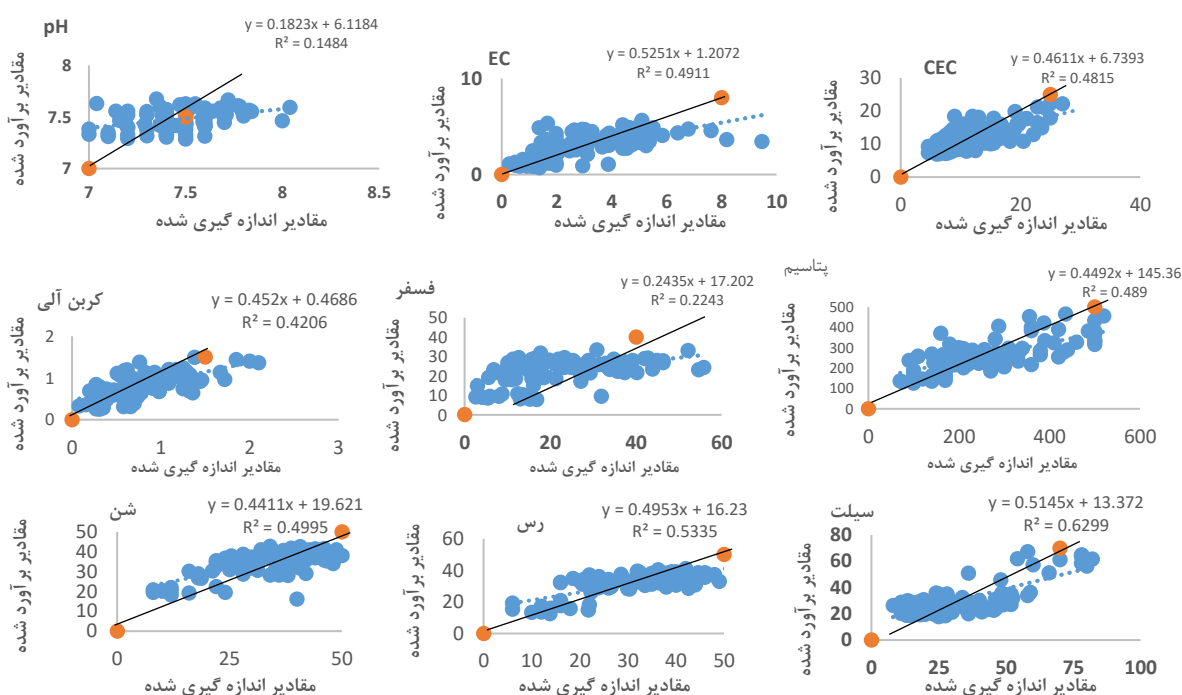 pH
y = 0.1823x + 6.1184
R² = 0.1484
مقادیر برآورد شده
8
7.5
7
7 7.5 8 8.5
مقادیر اندازه گیری شده
EC
y = 0.5251x + 1.2072
R² = 0.4911
مقادیر برآورد شده
10
0
0 2 4 6 8 10
مقادیر اندازه گیری شده
CEC
y = 0.4611x + 6.7393
R² = 0.4815
مقادیر برآورد شده
30
20
10
0
0 20 40
مقادیر اندازه گیری شده
کربن آلی
y = 0.452x + 0.4686
R² = 0.4206
مقادیر برآورد شده
2
1
0
0 1 2 3
مقادیر اندازه گیری شده
فسفر
y = 0.2435x + 17.202
R² = 0.2243
مقادیر برآورد شده
50
40
30
20
10
0
0 20 40 60
مقادیر اندازه گیری شده
پتاسیم
y = 0.4492x + 145.36
R² = 0.489
مقادیر برآورد شده
500
400
300
200
100
0
0 200 400 600
مقادیر اندازه گیری شده
شن
y = 0.4411x + 19.621
R² = 0.4995
مقادیر برآورد شده
50
40
30
20
10
0
0 25 50
مقادیر اندازه گیری شده
رس
y = 0.4953x + 16.23
R² = 0.5335
مقادیر برآورد شده
60
40
20
0
0 10 20 30 40 50
مقادیر اندازه گیری شده
سیلت
y = 0.5145x + 13.372
R² = 0.6299
مقادیر برآورد شده
80
60
40
20
0
0 25 50 75 100
مقادیر اندازه گیری شده